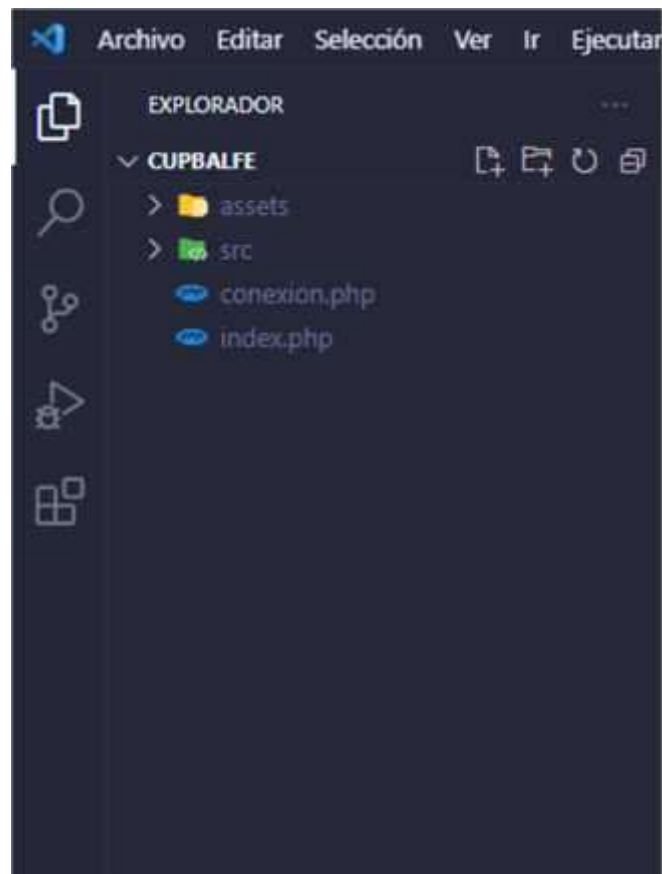 Archivo Editar Selección Ver Ir Ejecutar
EXPLORADOR
CUPBALFE
assets
src
conexion.php
index.php